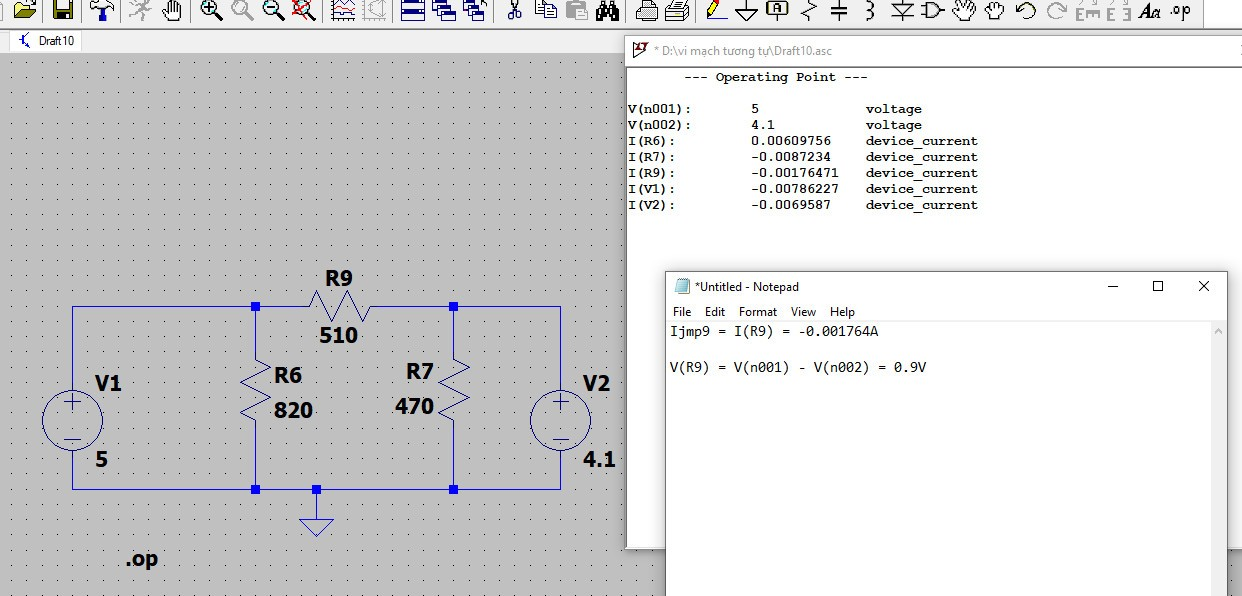 Draft10
* D:\vi mạch tương tự\Draft10.asc
--- Operating Point ---
V(n001): 5 voltage
V(n002): 4.1 voltage
I(R6): 0.00609756 device_current
I(R7): -0.0087234 device_current
I(R9): -0.00176471 device_current
I(V1): -0.00786227 device_current
I(V2): -0.0069587 device_current
R9
510
V1
5
R6
820
R7
470
V2
4.1
.op
*Untitled - Notepad
File Edit Format View Help
Ijmp9 = I(R9) = -0.001764A
V(R9) = V(n001) - V(n002) = 0.9V
Aa
.op